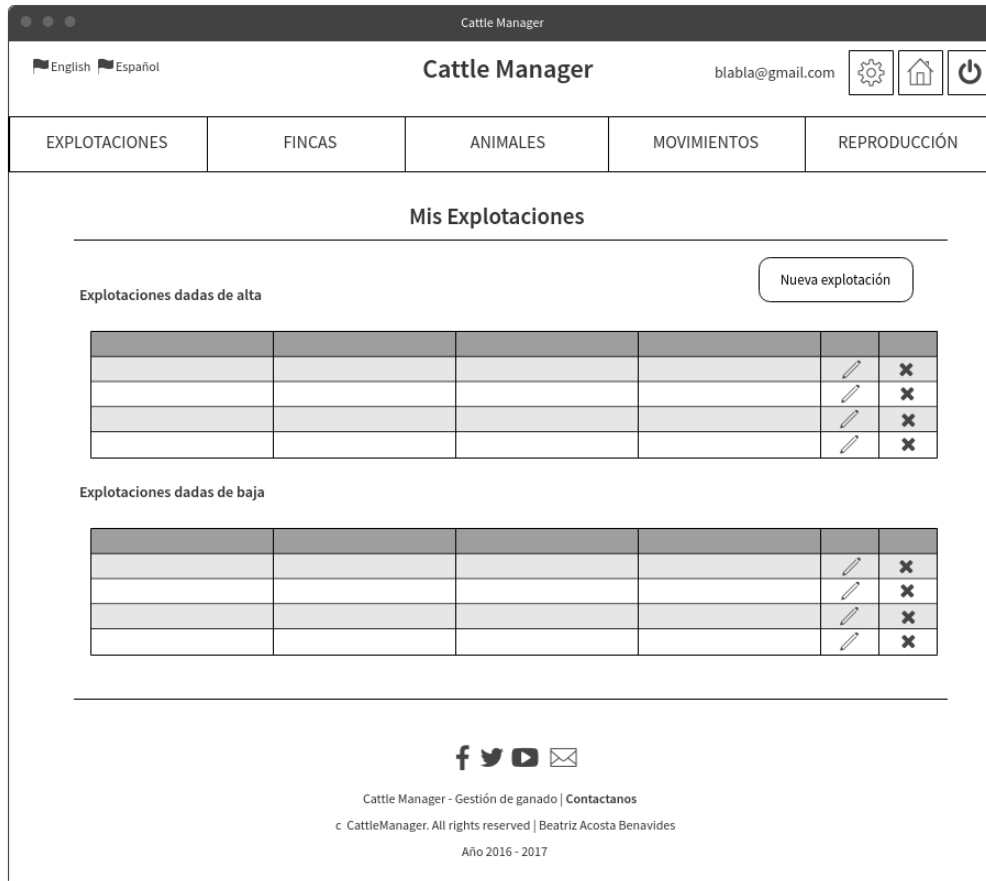 Cattle Manager
English Español
Cattle Manager
blabla@gmail.com
EXPLOTACIONES FINCAS ANIMALES MOVIMIENTOS REPRODUCCIÓN
Mis Explotaciones
Nueva explotación
Explotaciones dadas de alta
Explotaciones dadas de baja
Cattle Manager - Gestión de ganado | Contactanos
c CattleManager. All rights reserved | Beatriz Acosta Benavides
Año 2016 - 2017